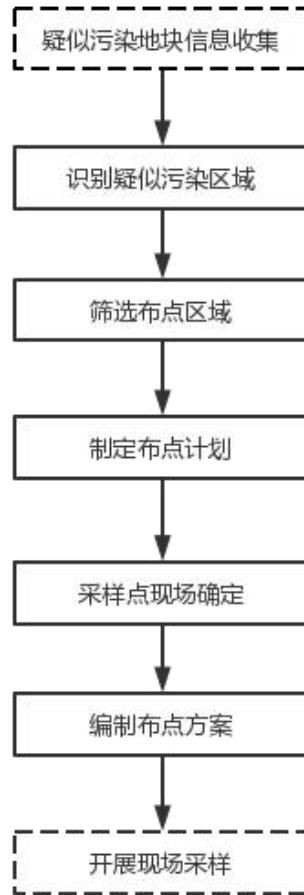 疑似污染地块信息收集
识别疑似污染区域
筛选布点区域
制定布点计划
采样点现场确定
编制布点方案
开展现场采样